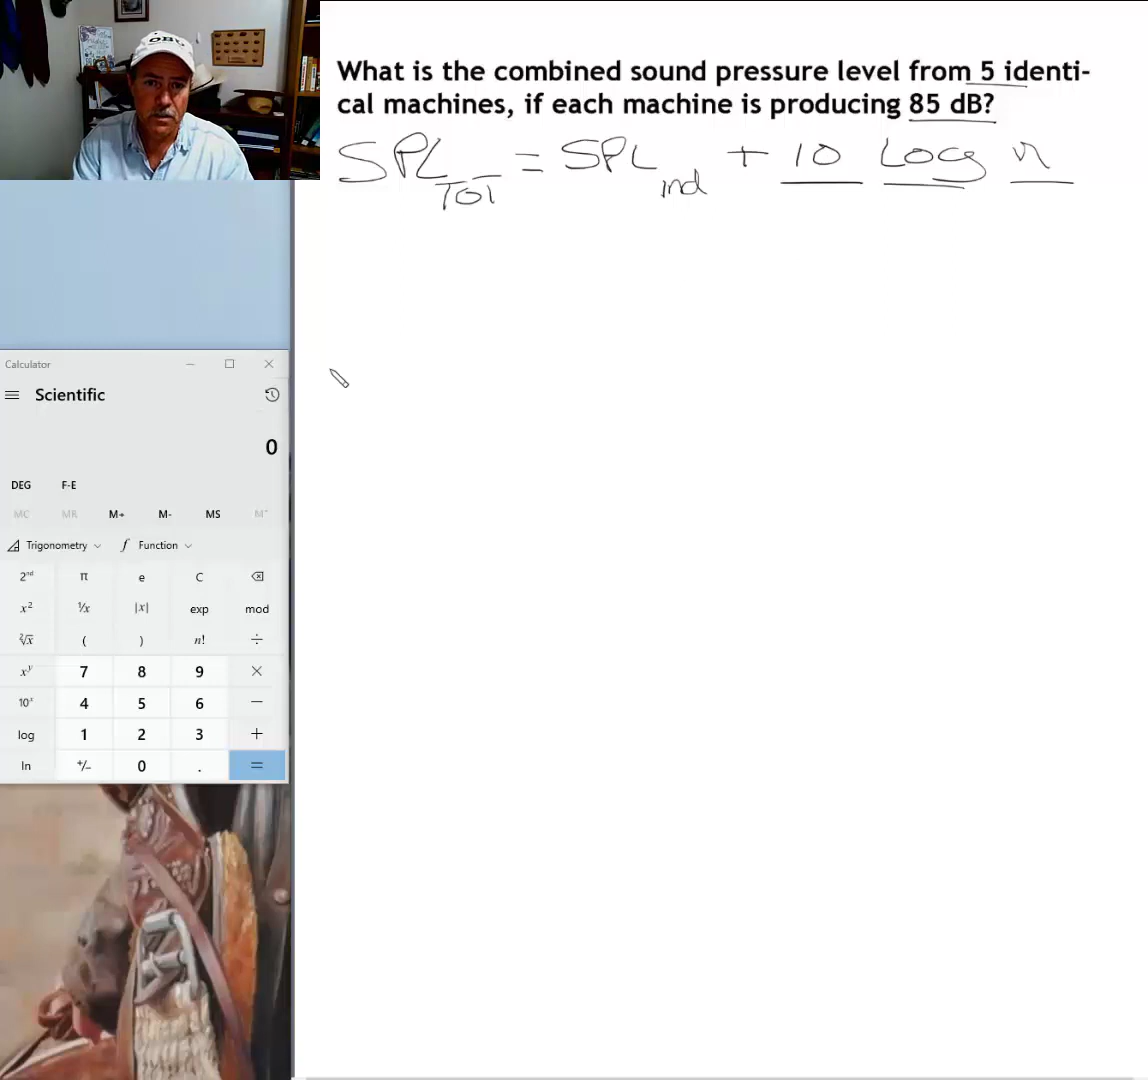 OBU
What is the combined sound pressure level from 5 identi-
cal machines, if each machine is producing 85 dB?
SPL TOT = SPL ind + 10 Log n
Calculator
Scientific
0
DEG F-E
MC MR M+ M- MS M˅
Trigonometry Function
2ⁿᵈ π e C
x² ¹/x |x| exp mod
²√x ( ) n! ÷
xʸ 7 8 9 ×
10ˣ 4 5 6 −
log 1 2 3 +
ln +/− 0 . =